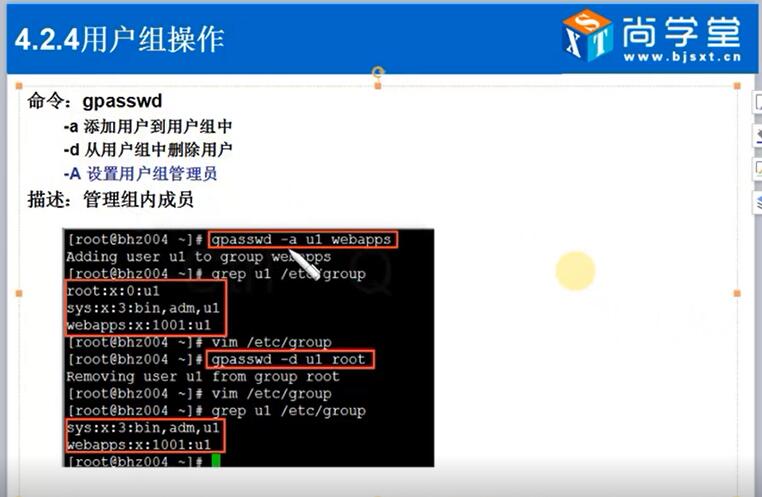 4.2.4用户组操作
尚学堂
www.bjsxt.cn
命令：gpasswd
-a 添加用户到用户组中
-d 从用户组中删除用户
-A 设置用户组管理员
描述：管理组内成员
[root@bhz004 ~]# gpasswd -a u1 webapps
Adding user u1 to group webapps
[root@bhz004 ~]# grep u1 /etc/group
root:x:0:u1
sys:x:3:bin,adm,u1
webapps:x:1001:u1
[root@bhz004 ~]# vim /etc/group
[root@bhz004 ~]# gpasswd -d u1 root
Removing user u1 from group root
[root@bhz004 ~]# vim /etc/group
[root@bhz004 ~]# grep u1 /etc/group
sys:x:3:bin,adm,u1
webapps:x:1001:u1
[root@bhz004 ~]#